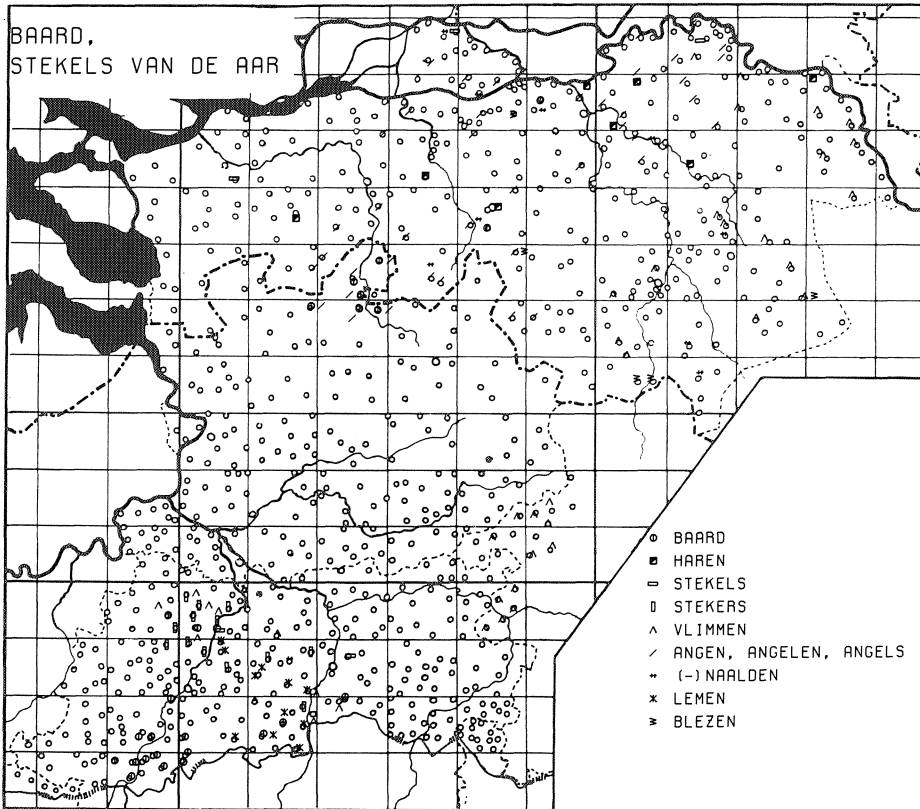 BAARD,
STEKELS VAN DE AAR
BAARD
HAREN
STEKELS
STEKERS
VLIMMEN
ANGEN, ANGELEN, ANGELS
(-)NAALDEN
LEMEN
BLEZEN